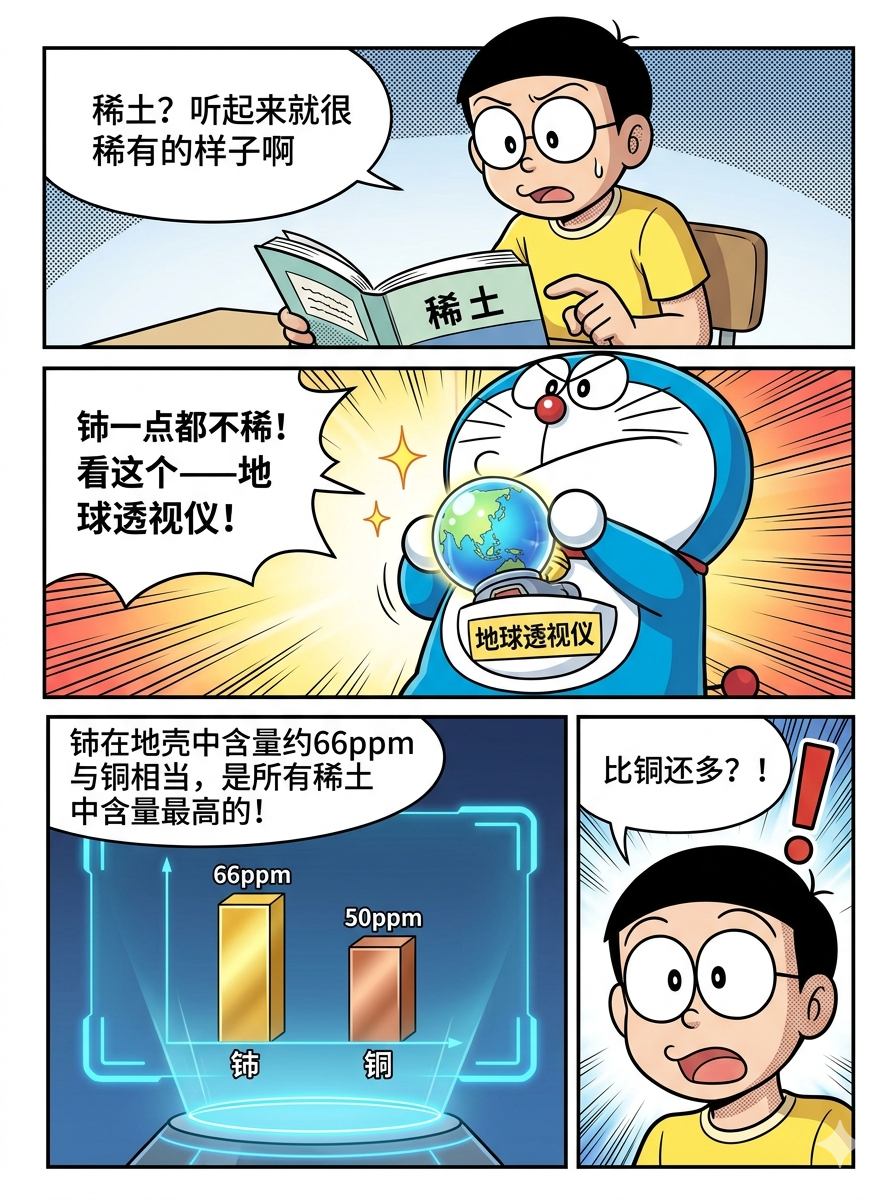 稀土？听起来就很
稀有的样子啊
稀土
铈一点都不稀！
看这个——地
球透视仪！
地球透视仪
铈在地壳中含量约66ppm
与铜相当，是所有稀土
中含量最高的！
66ppm
50ppm
铈
铜
比铜还多？！